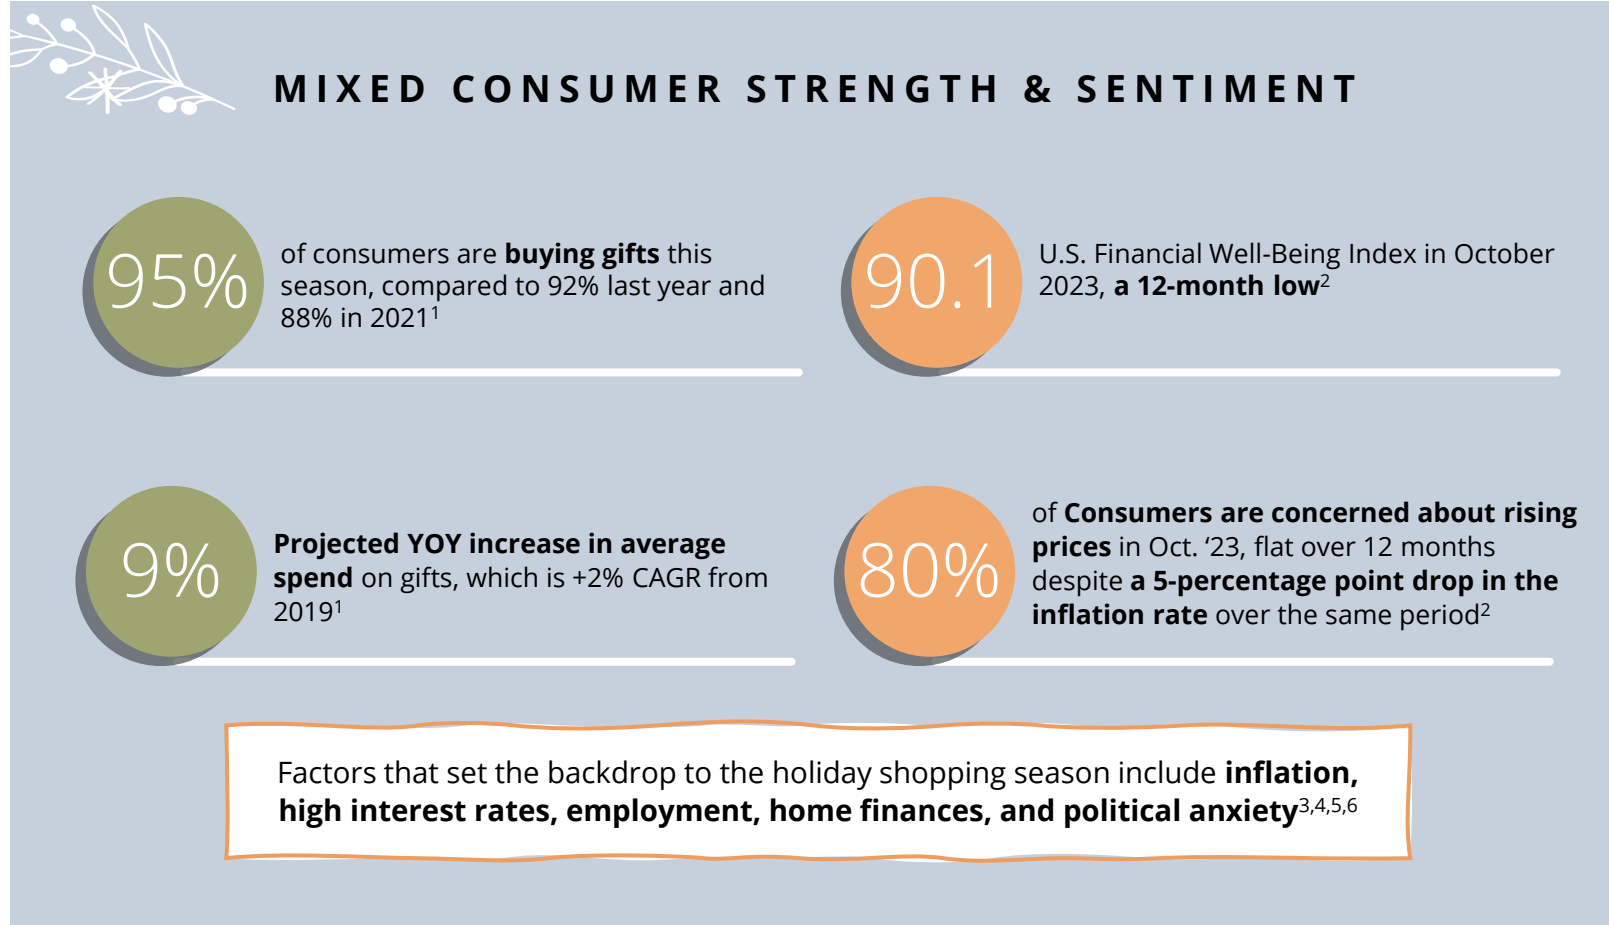 MIXED CONSUMER STRENGTH & SENTIMENT
95%
of consumers are buying gifts this
season, compared to 92% last year and
88% in 2021¹
90.1
U.S. Financial Well-Being Index in October
2023, a 12-month low²
9%
Projected YOY increase in average
spend on gifts, which is +2% CAGR from
2019¹
80%
of Consumers are concerned about rising
prices in Oct. ‘23, flat over 12 months
despite a 5-percentage point drop in the
inflation rate over the same period²
Factors that set the backdrop to the holiday shopping season include inflation,
high interest rates, employment, home finances, and political anxiety³,⁴,⁵,⁶